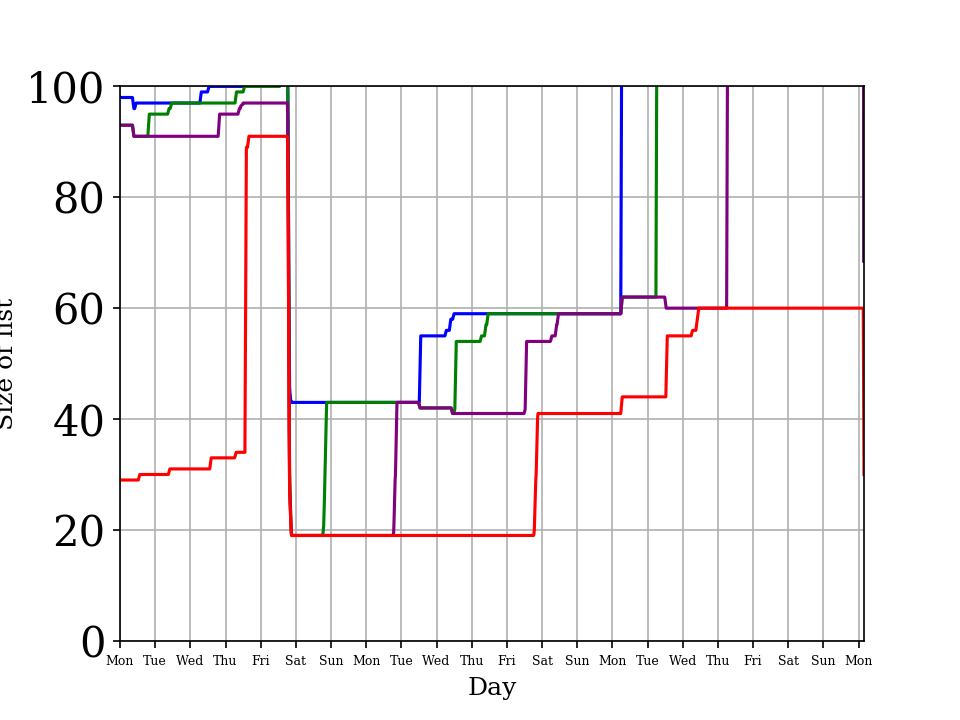 100
80
60
40
20
0
Size of list
Mon Tue Wed Thu Fri Sat Sun Mon Tue Wed Thu Fri Sat Sun Mon Tue Wed Thu Fri Sat Sun Mon
Day